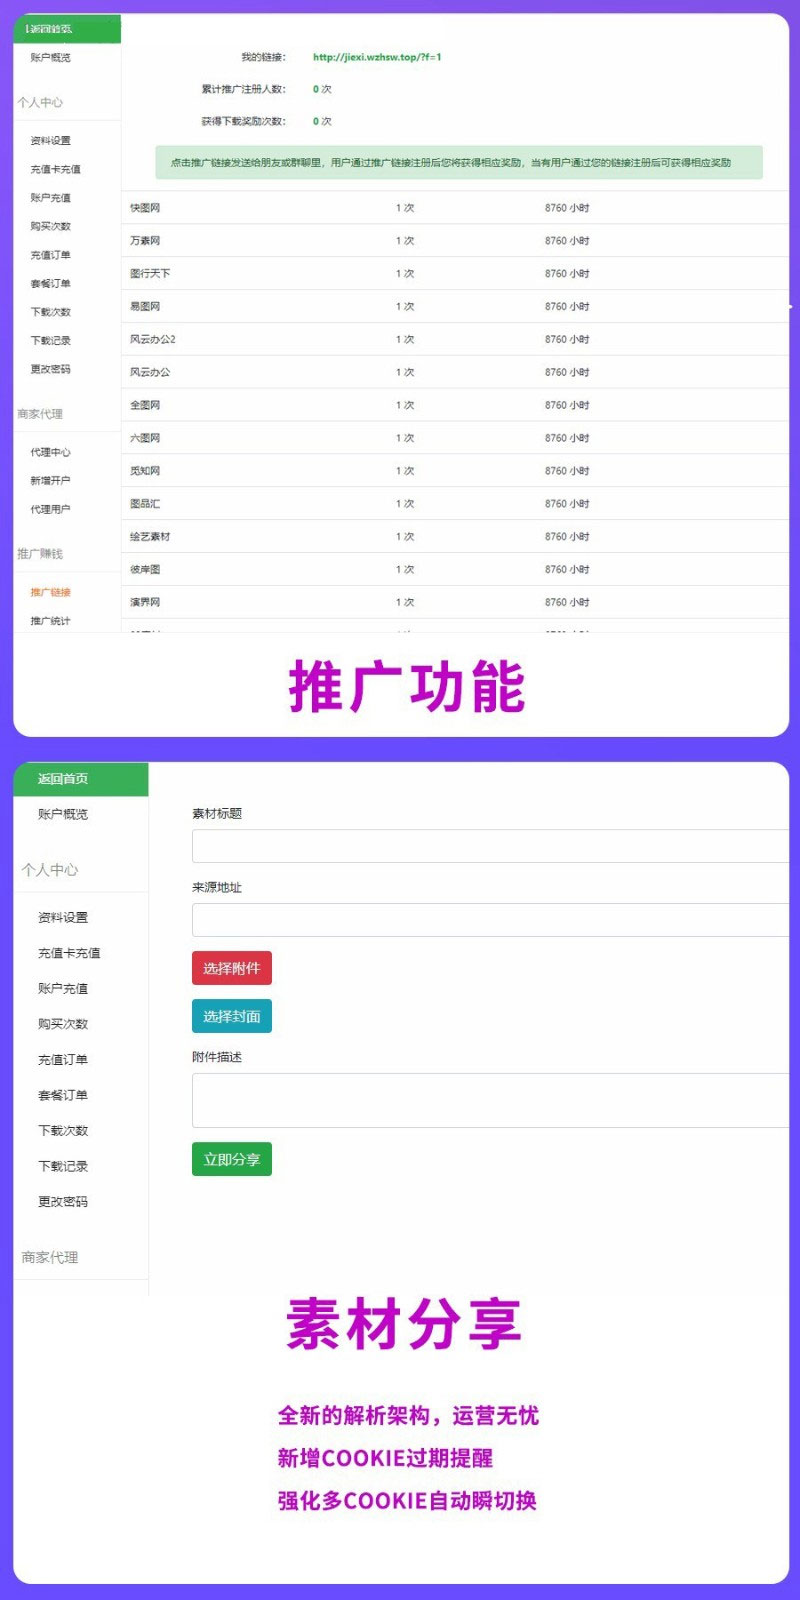 返回首页
账户概览
个人中心
资料设置
充值卡充值
账户充值
购买次数
充值订单
套餐订单
下载次数
下载记录
更改密码
商家代理
代理中心
新增开户
代理用户
推广赚钱
推广链接
推广统计
我的链接: http://jiexi.wzhsw.top/?f=1
累计推广注册人数: 0 次
获得下载奖励次数: 0 次
点击推广链接发送给朋友或群聊里，用户通过推广链接注册后您将获得相应奖励，当有用户通过您的链接注册后可获得相应奖励
快图网 1 次 8760 小时
万素网 1 次 8760 小时
图行天下 1 次 8760 小时
易图网 1 次 8760 小时
风云办公2 1 次 8760 小时
风云办公 1 次 8760 小时
全图网 1 次 8760 小时
六图网 1 次 8760 小时
觅知网 1 次 8760 小时
图品汇 1 次 8760 小时
绘艺素材 1 次 8760 小时
彼岸图 1 次 8760 小时
演界网 1 次 8760 小时
推广功能
返回首页
账户概览
个人中心
资料设置
充值卡充值
账户充值
购买次数
充值订单
套餐订单
下载次数
下载记录
更改密码
商家代理
素材标题
来源地址
选择附件
选择封面
附件描述
立即分享
素材分享
全新的解析架构，运营无忧
新增COOKIE过期提醒
强化多COOKIE自动瞬切换